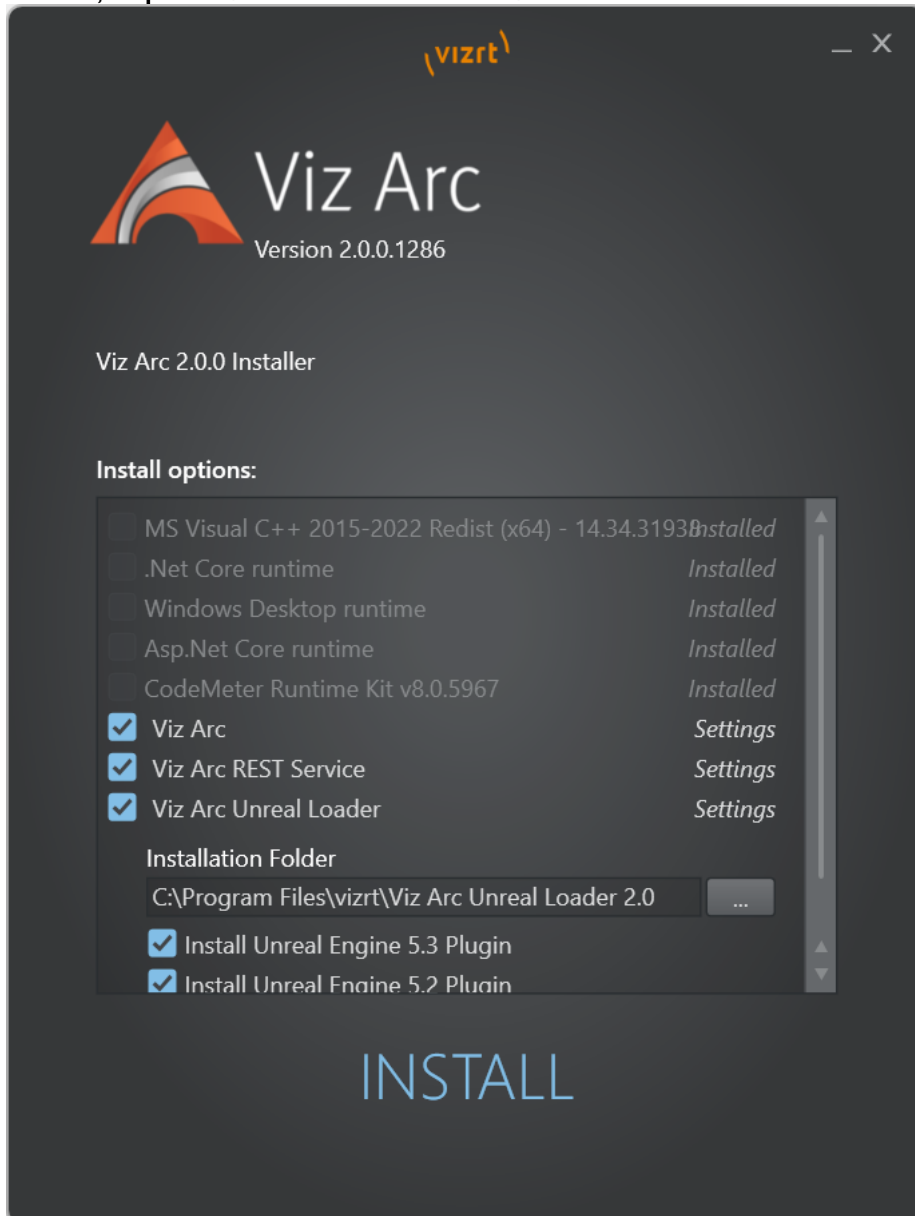 vizrt
Viz Arc
Version 2.0.0.1286
Viz Arc 2.0.0 Installer
Install options:
MS Visual C++ 2015-2022 Redist (x64) - 14.34.31938 Installed
.Net Core runtime Installed
Windows Desktop runtime Installed
Asp.Net Core runtime Installed
CodeMeter Runtime Kit v8.0.5967 Installed
Viz Arc Settings
Viz Arc REST Service Settings
Viz Arc Unreal Loader Settings
Installation Folder
C:\Program Files\vizrt\Viz Arc Unreal Loader 2.0 ...
Install Unreal Engine 5.3 Plugin
Install Unreal Engine 5.2 Plugin
INSTALL